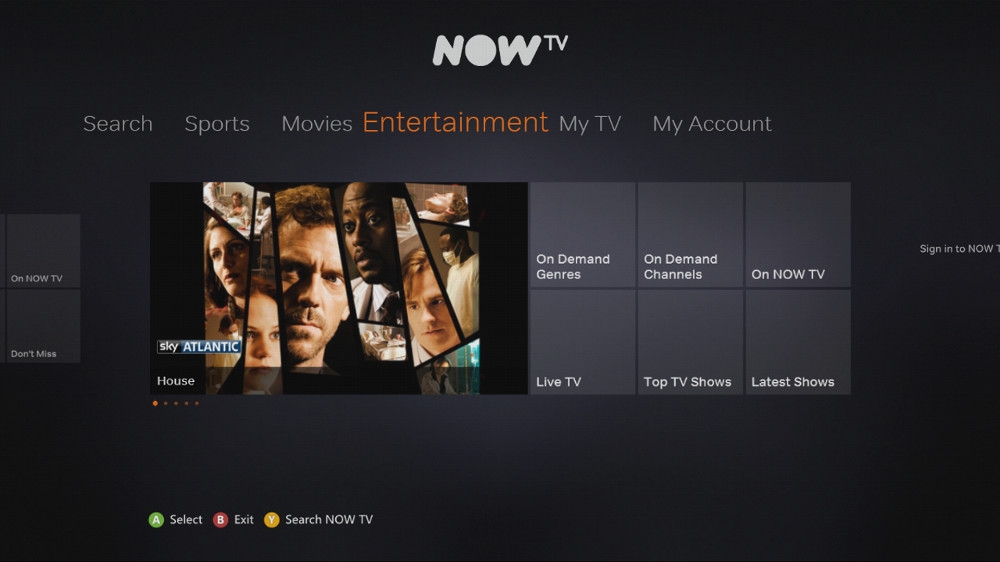 NOW TV
Search Sports Movies Entertainment My TV My Account
On NOW TV
Don't Miss
sky ATLANTIC
House
On Demand
Genres
On Demand
Channels
On NOW TV
Live TV
Top TV Shows
Latest Shows
Sign in to NOW T
A Select B Exit Y Search NOW TV